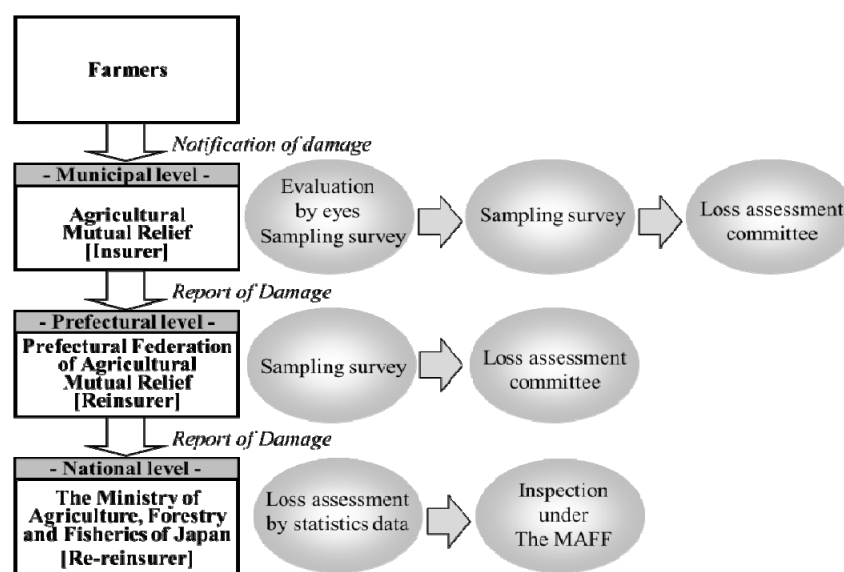 Farmers
Notification of damage
- Municipal level -
Agricultural
Mutual Relief
[Insurer]
Evaluation
by eyes
Sampling survey
Sampling survey
Loss assessment
committee
Report of Damage
- Prefectural level -
Prefectural Federation
of Agricultural
Mutual Relief
[Reinsurer]
Sampling survey
Loss assessment
committee
Report of Damage
- National level -
The Ministry of
Agriculture, Forestry
and Fisheries of Japan
[Re-reinsurer]
Loss assessment
by statistics data
Inspection
under
The MAFF